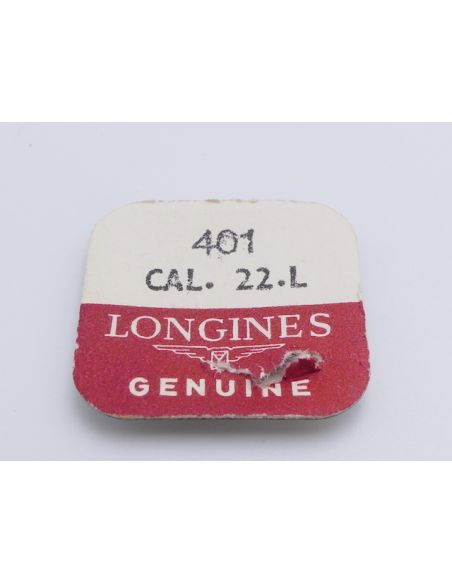 401
CAL. 22.L
LONGINES
GENUINE